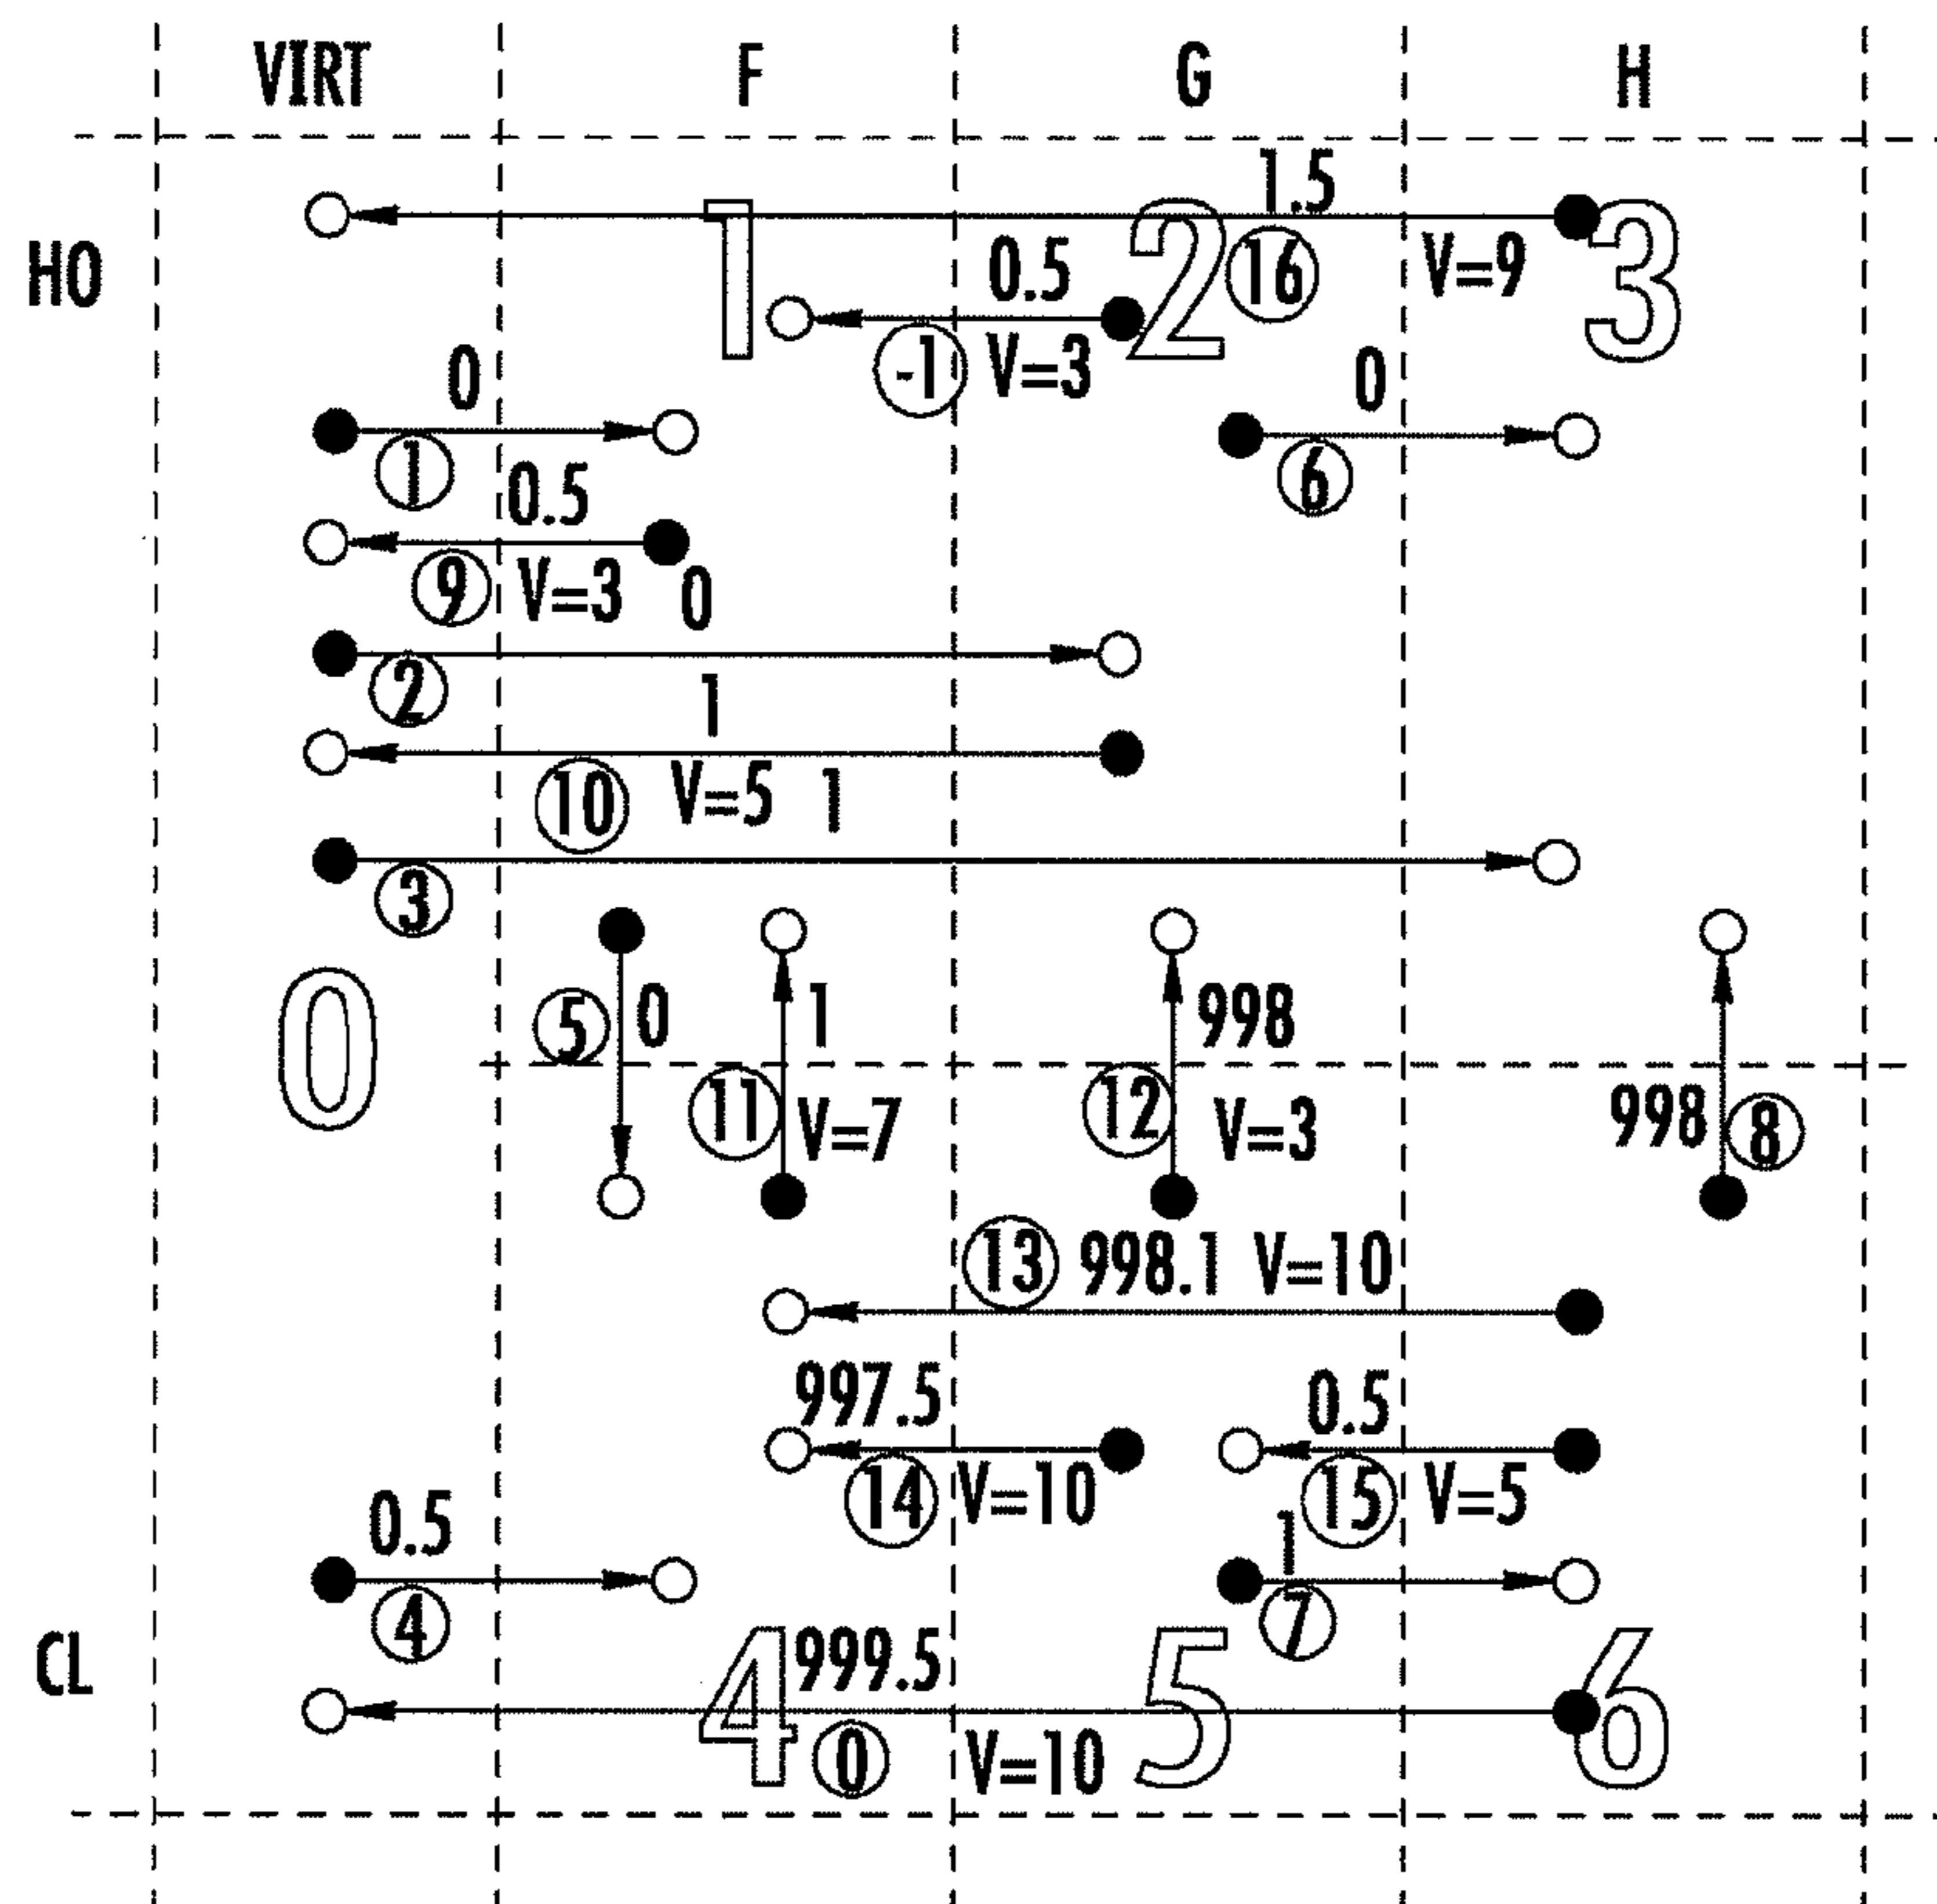 VIRT F G H
1.5
HO 1 2 16 V=9 3
0.5
-1 V=3
0 0
1 6
0.5
9 V=3 0
2
1
10 V=5 1
3
0 5 0 1 998
11 V=7 12 V=3 998 8
13 998.1 V=10
997.5 0.5
14 V=10 15 V=5
0.5 1
4 7
CL 4 999.5 5 6
0 V=10